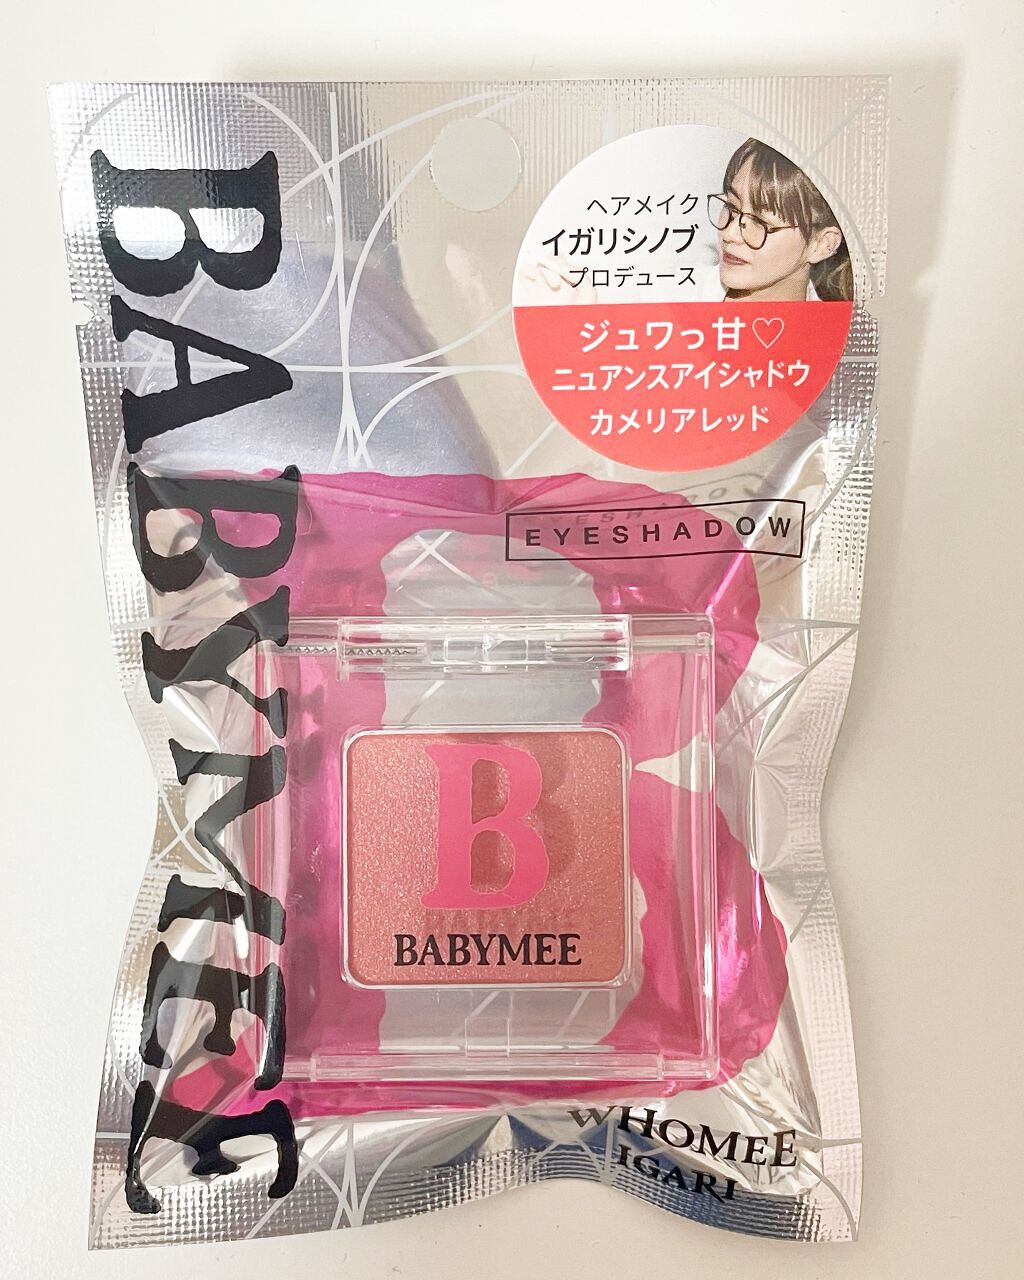 BABYMEE
ヘアメイク
イガリシノブ
プロデュース
ジュワっ甘♡
ニュアンスアイシャドウ
カメリアレッド
EYESHADOW
B
BABYMEE
WHOMEE
IGARI